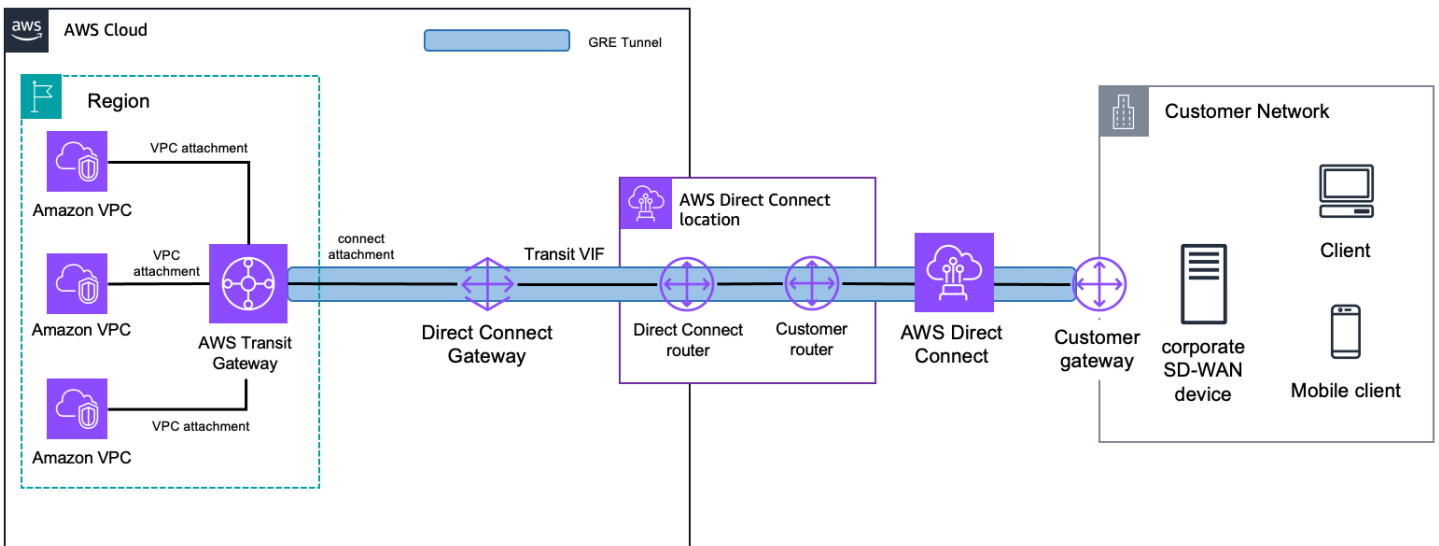 aws
AWS Cloud
GRE Tunnel
Region
VPC attachment
Amazon VPC
VPC
attachment
Amazon VPC
AWS Transit
Gateway
VPC attachment
Amazon VPC
connect
attachment
Direct Connect
Gateway
Transit VIF
AWS Direct Connect
location
Direct Connect
router
Customer
router
AWS Direct
Connect
Customer
gateway
Customer Network
corporate
SD-WAN
device
Client
Mobile client